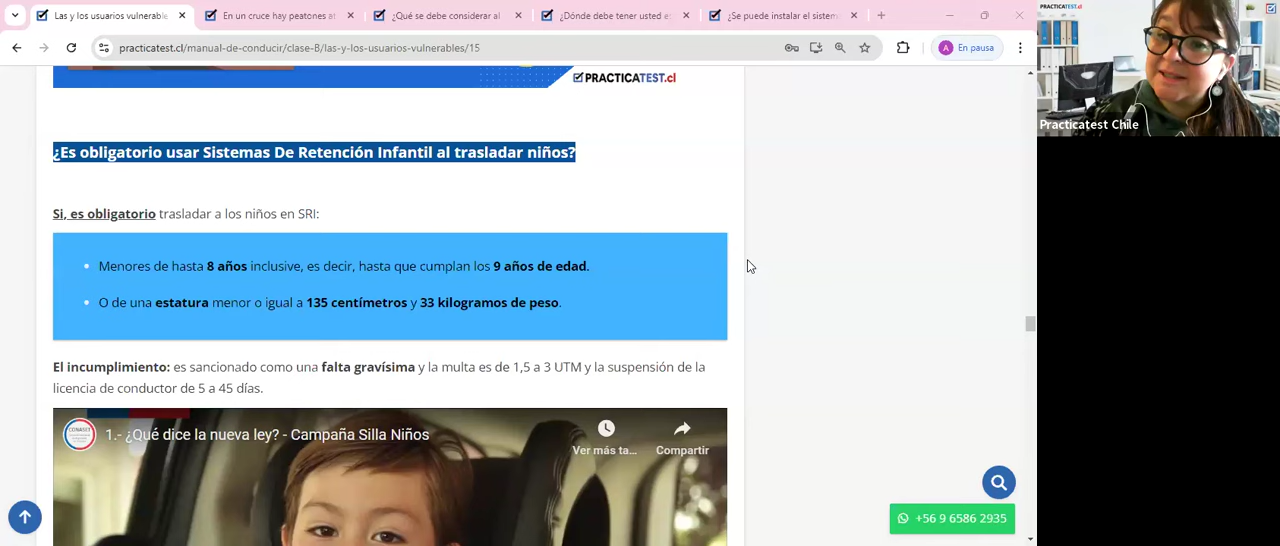 Las y los usuarios vulnerable
En un cruce hay peatones at
¿Qué se debe considerar al
¿Dónde debe tener usted es
¿Se puede instalar el sistem
practicatest.cl/manual-de-conducir/clase-B/las-y-los-usuarios-vulnerables/15
A En pausa
PRACTICATEST.cl
PRACTICATEST.cl
Practicatest Chile
¿Es obligatorio usar Sistemas De Retención Infantil al trasladar niños?
Si, es obligatorio trasladar a los niños en SRI:
Menores de hasta 8 años inclusive, es decir, hasta que cumplan los 9 años de edad.
O de una estatura menor o igual a 135 centímetros y 33 kilogramos de peso.
El incumplimiento: es sancionado como una falta gravísima y la multa es de 1,5 a 3 UTM y la suspensión de la
licencia de conductor de 5 a 45 días.
CONASET
1.- ¿Qué dice la nueva ley? - Campaña Silla Niños
Ver más ta...
Compartir
+56 9 6586 2935